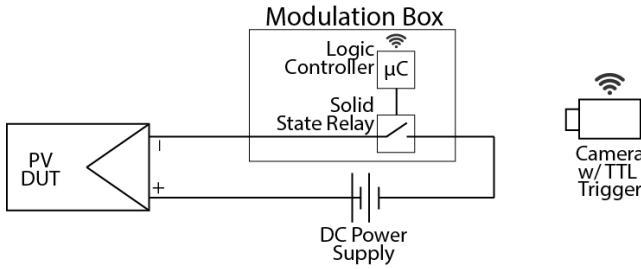 Modulation Box
Logic
Controller
μC
Solid
State Relay
PV
DUT
−
+
DC Power
Supply
Camera
w/ TTL
Trigger